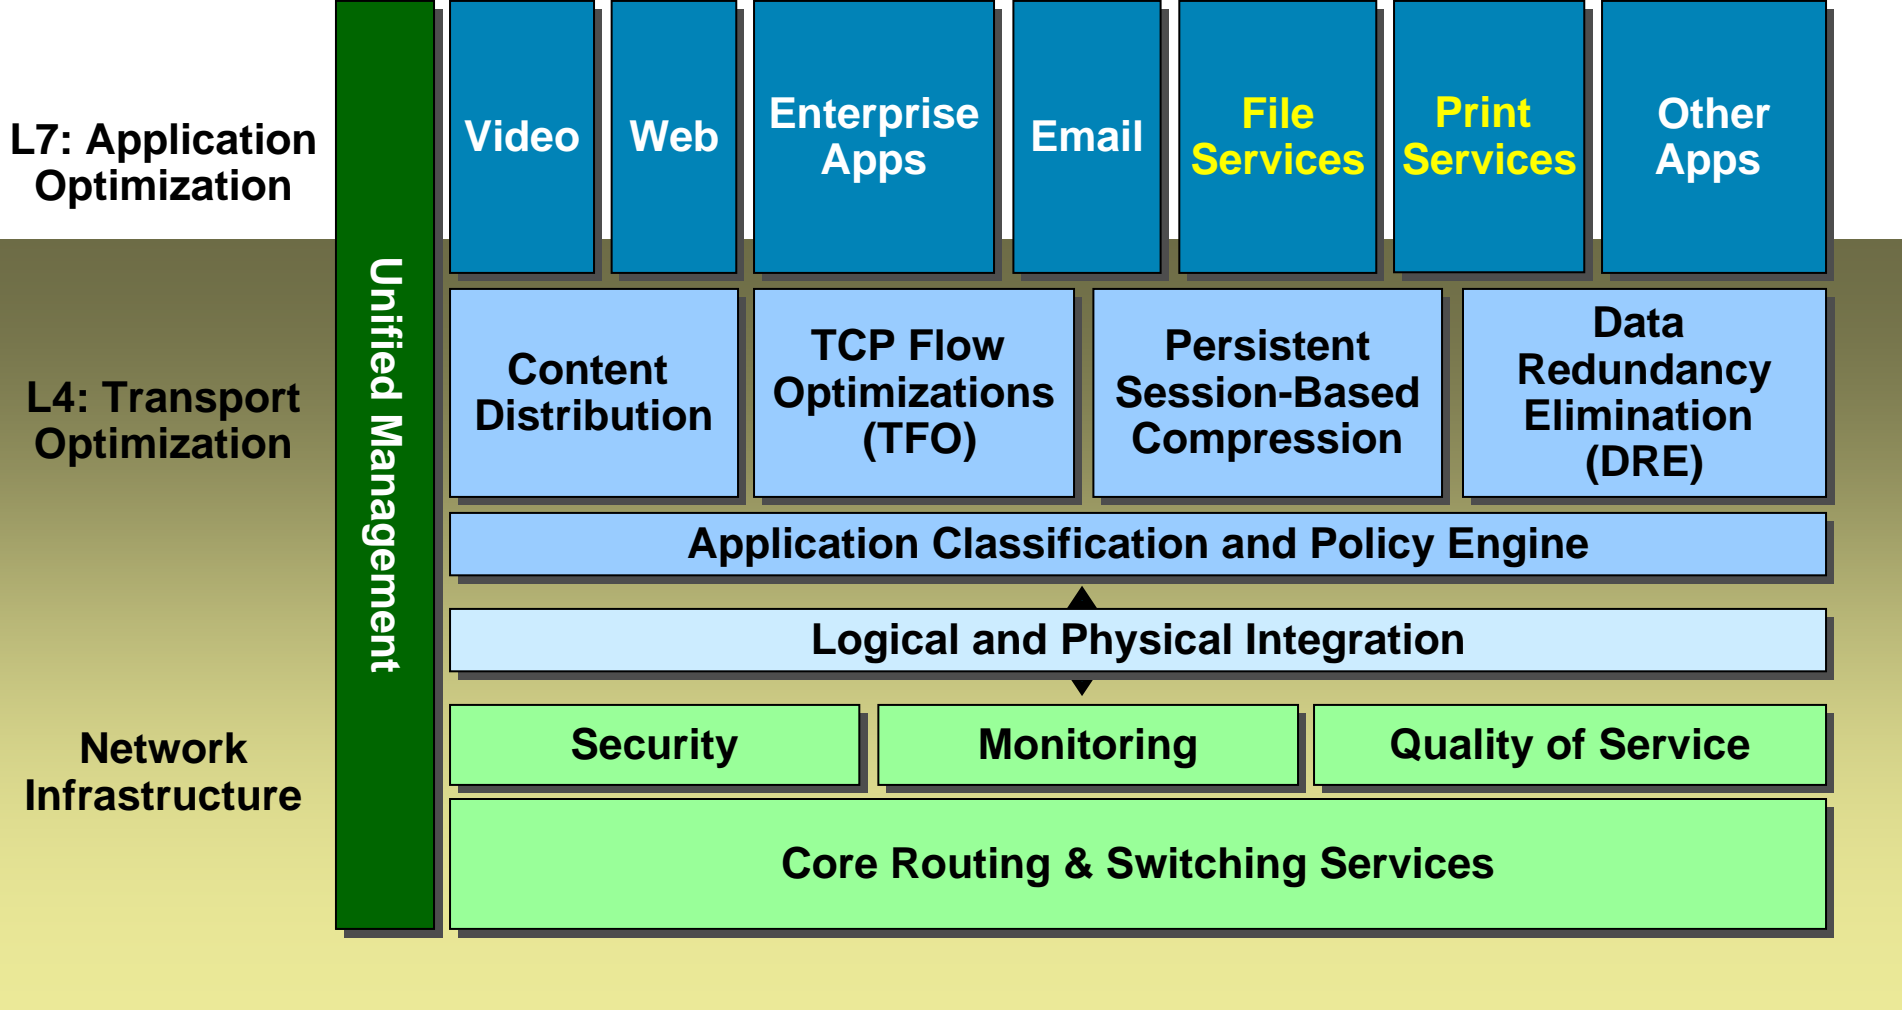 L7: Application
Optimization
Unified Management
Video
Web
Enterprise
Apps
Email
File
Services
Print
Services
Other
Apps
L4: Transport
Optimization
Content
Distribution
TCP Flow
Optimizations
(TFO)
Persistent
Session-Based
Compression
Data
Redundancy
Elimination
(DRE)
Application Classification and Policy Engine
Logical and Physical Integration
Network
Infrastructure
Security
Monitoring
Quality of Service
Core Routing & Switching Services